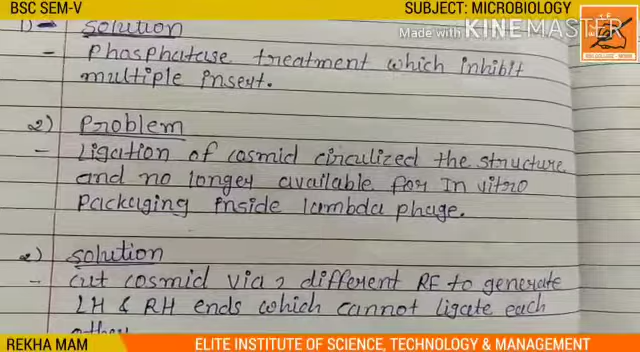 BSC SEM-V
SUBJECT: MICROBIOLOGY
Made with KINEMASTER
1) Solution
- Phosphatase treatment which inhibit
multiple insert.
2) Problem
- Ligation of cosmid circulized the structure
and no longer available for In vitro
Packaging inside lambda phage.
2) Solution
- Cut cosmid via 2 different RE to generate
LH & RH ends which cannot ligate each
other
REKHA MAM
ELITE INSTITUTE OF SCIENCE, TECHNOLOGY & MANAGEMENT